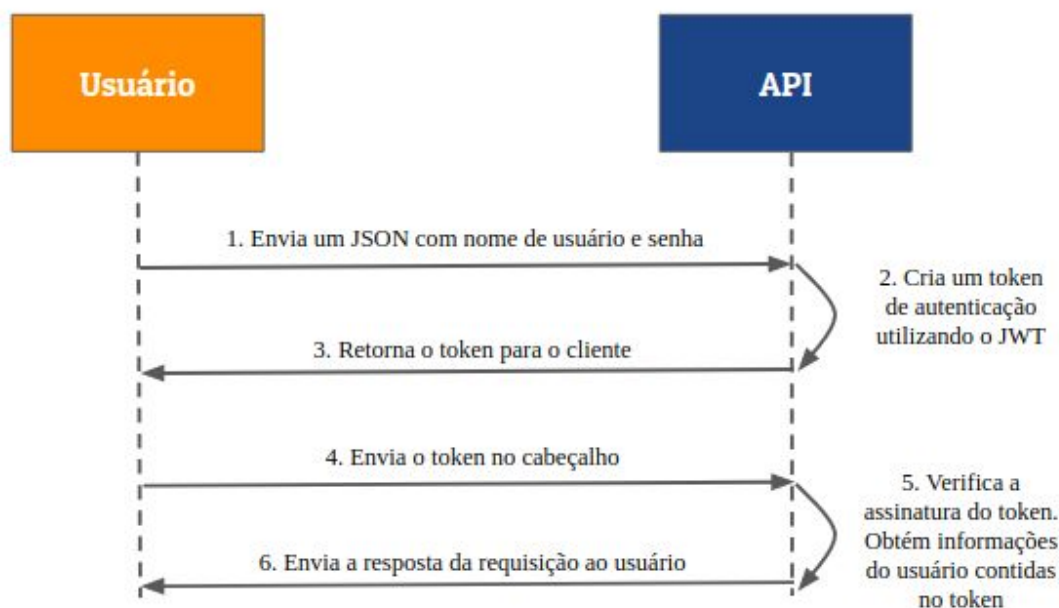 Usuário
API
1. Envia um JSON com nome de usuário e senha
2. Cria um token
de autenticação
utilizando o JWT
3. Retorna o token para o cliente
4. Envia o token no cabeçalho
5. Verifica a
assinatura do token.
Obtém informações
do usuário contidas
no token
6. Envia a resposta da requisição ao usuário